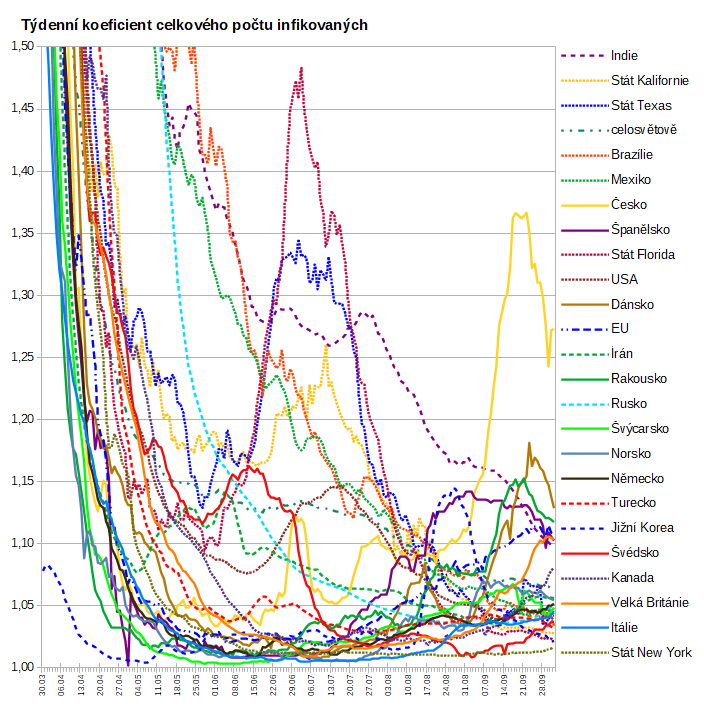 Týdenní koeficient celkového počtu infikovaných
1,50
1,45
1,40
1,35
1,30
1,25
1,20
1,15
1,10
1,05
1,00
30.03
06.04
13.04
20.04
27.04
04.05
11.05
18.05
25.05
01.06
08.06
15.06
22.06
29.06
06.07
13.07
20.07
27.07
03.08
10.08
17.08
24.08
31.08
07.09
14.09
21.09
28.09
Indie
Stát Kalifornie
Stát Texas
celosvětově
Brazílie
Mexiko
Česko
Španělsko
Stát Florida
USA
Dánsko
EU
Írán
Rakousko
Rusko
Švýcarsko
Norsko
Německo
Turecko
Jižní Korea
Švédsko
Kanada
Velká Británie
Itálie
Stát New York